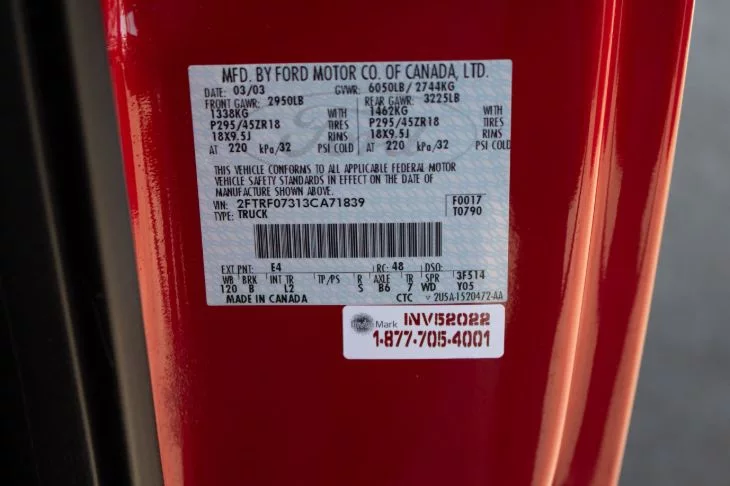 MFD. BY FORD MOTOR CO. OF CANADA, LTD.
DATE: 03/03 GVWR: 6050LB/2744KG
FRONT GAWR: 2950LB REAR GAWR: 3225LB
1338KG WITH 1462KG WITH
P295/45ZR18 TIRES P295/45ZR18 TIRES
18X9.5J RIMS 18X9.5J RIMS
AT 220 kPa/32 PSI COLD AT 220 kPa/32 PSI COLD
THIS VEHICLE CONFORMS TO ALL APPLICABLE FEDERAL MOTOR
VEHICLE SAFETY STANDARDS IN EFFECT ON THE DATE OF
MANUFACTURE SHOWN ABOVE.
VIN: 2FTRF07313CA71839 F0017
TYPE: TRUCK T0790
EXT PNT: E4 RC: 48 DSO:
WB BRK INT TR TP/PS R AXLE TR SPR 3F514
120 B L2 S B6 7 WD Y05
MADE IN CANADA CTC 2U5A-1520472-AA
Mark INV52022
1-877-705-4001